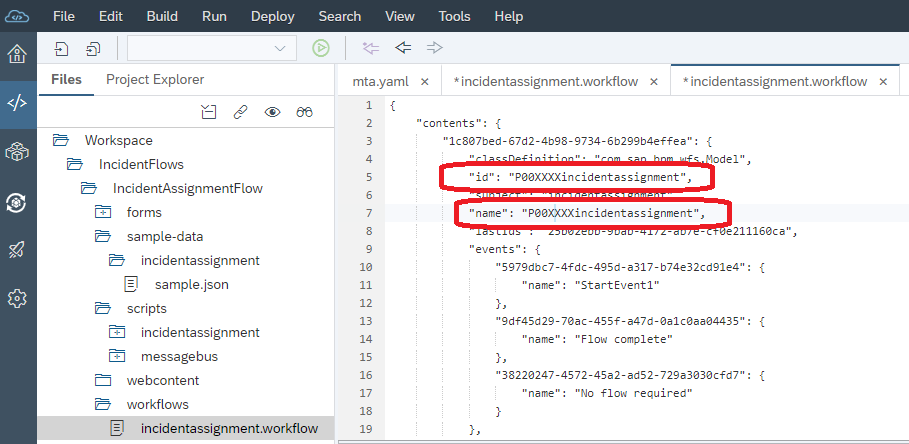 File Edit Build Run Deploy Search View Tools Help
Files Project Explorer
mta.yaml × *incidentassignment.workflow × *incidentassignment.workflow ×
Workspace
IncidentFlows
IncidentAssignmentFlow
forms
sample-data
incidentassignment
sample.json
scripts
incidentassignment
messagebus
webcontent
workflows
incidentassignment.workflow
1 {
2 "contents": {
3 "1c807bed-67d2-4b98-9734-6b299b4effea": {
4 "classDefinition": "com.sap.bpm.wfs.Model",
5 "id": "P00XXXXincidentassignment",
6 "subject": "incidentassignment",
7 "name": "P00XXXXincidentassignment",
8 "lastIds": "25b02ebb-9bab-4172-ab7e-cf0e211160ca",
9 "events": {
10 "5979dbc7-4fdc-495d-a317-b74e32cd91e4": {
11 "name": "StartEvent1"
12 },
13 "9df45d29-70ac-455f-a47d-0a1c0aa04435": {
14 "name": "Flow complete"
15 },
16 "38220247-4572-45a2-ad52-729a3030cfd7": {
17 "name": "No flow required"
18 }
19 },